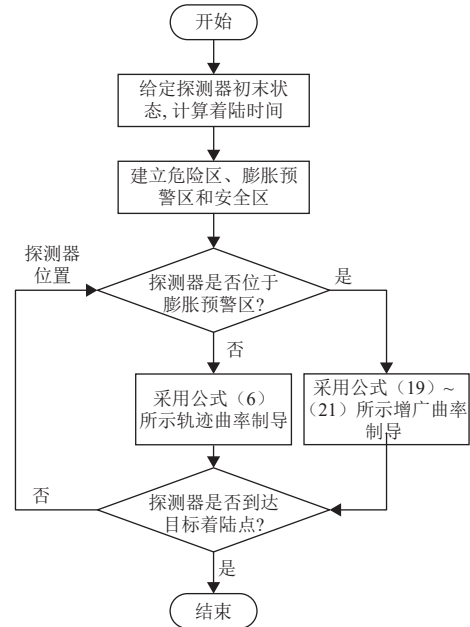 开始
给定探测器初末状
态, 计算着陆时间
建立危险区、膨胀预
警区和安全区
探测器
位置
探测器是否位于
膨胀预警区?
是
否
采用公式（6）
所示轨迹曲率制导
采用公式（19）~
（21）所示增广曲率
制导
探测器是否到达
目标着陆点?
否
是
结束